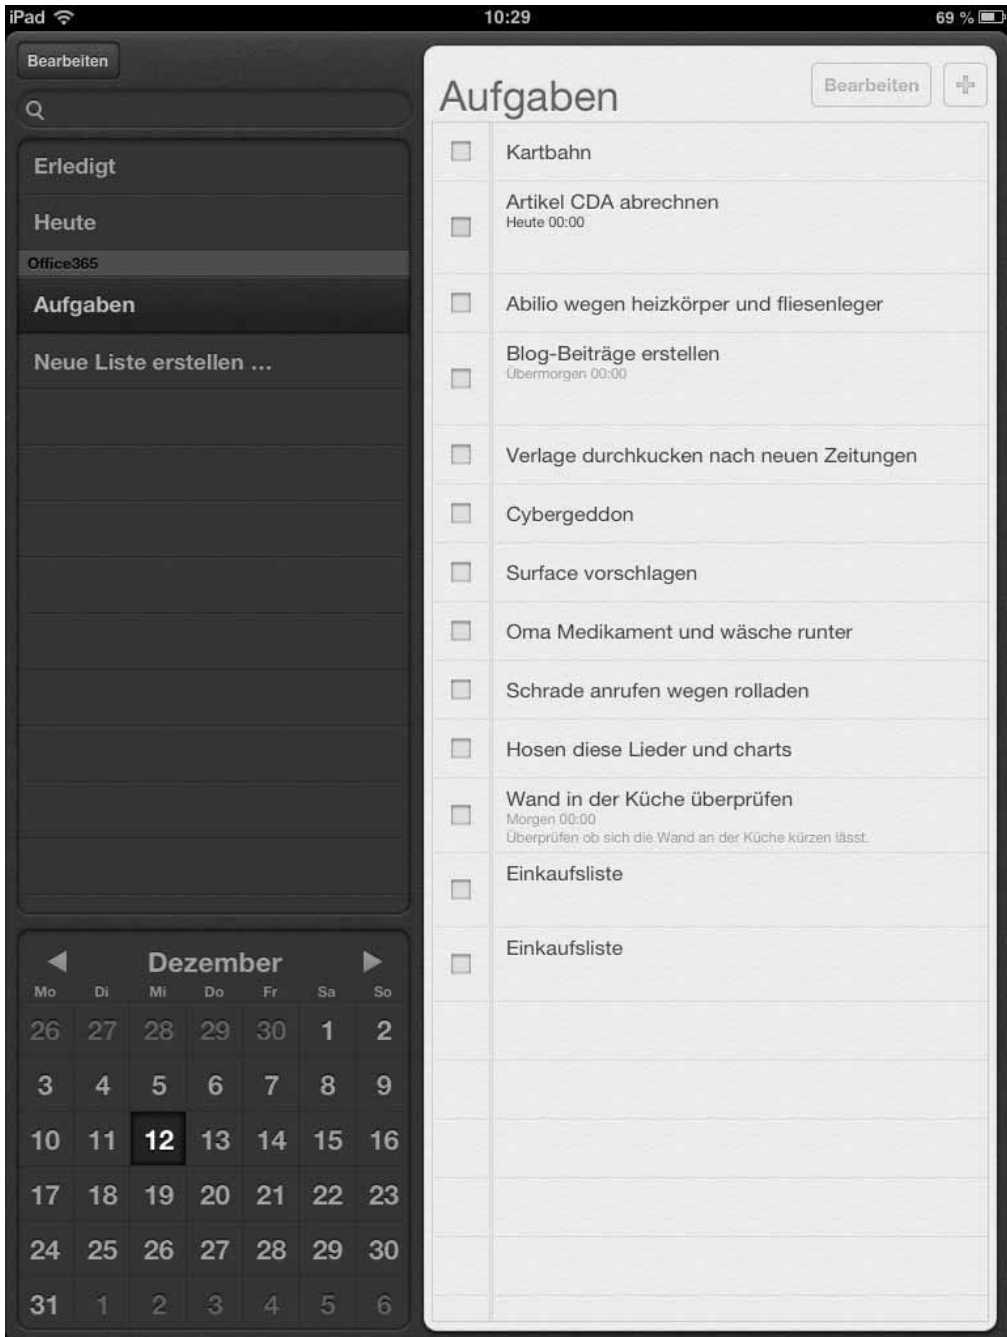 iPad 10:29 69 %
Bearbeiten
Erledigt
Heute
Office365
Aufgaben
Neue Liste erstellen ...
Dezember
Mo Di Mi Do Fr Sa So
26 27 28 29 30 1 2
3 4 5 6 7 8 9
10 11 12 13 14 15 16
17 18 19 20 21 22 23
24 25 26 27 28 29 30
31 1 2 3 4 5 6
Aufgaben Bearbeiten
Kartbahn
Artikel CDA abrechnen
Heute 00:00
Abilio wegen heizkörper und fliesenleger
Blog-Beiträge erstellen
Übermorgen 00:00
Verlage durchkucken nach neuen Zeitungen
Cybergeddon
Surface vorschlagen
Oma Medikament und wäsche runter
Schrade anrufen wegen rolladen
Hosen diese Lieder und charts
Wand in der Küche überprüfen
Morgen 00:00
Überprüfen ob sich die Wand an der Küche kürzen lässt.
Einkaufsliste
Einkaufsliste